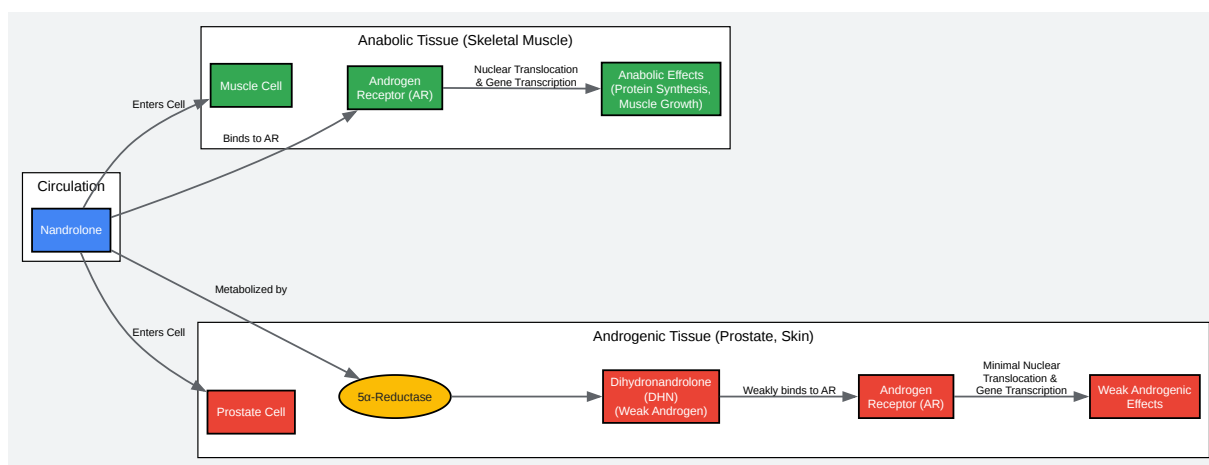 Anabolic Tissue (Skeletal Muscle)
Muscle Cell
Androgen
Receptor (AR)
Nuclear Translocation
& Gene Transcription
Anabolic Effects
(Protein Synthesis,
Muscle Growth)
Enters Cell
Binds to AR
Circulation
Nandrolone
Metabolized by
Enters Cell
Androgenic Tissue (Prostate, Skin)
Prostate Cell
5α-Reductase
Dihydronandrolone
(DHN)
(Weak Androgen)
Weakly binds to AR
Androgen
Receptor (AR)
Minimal Nuclear
Translocation &
Gene Transcription
Weak Androgenic
Effects